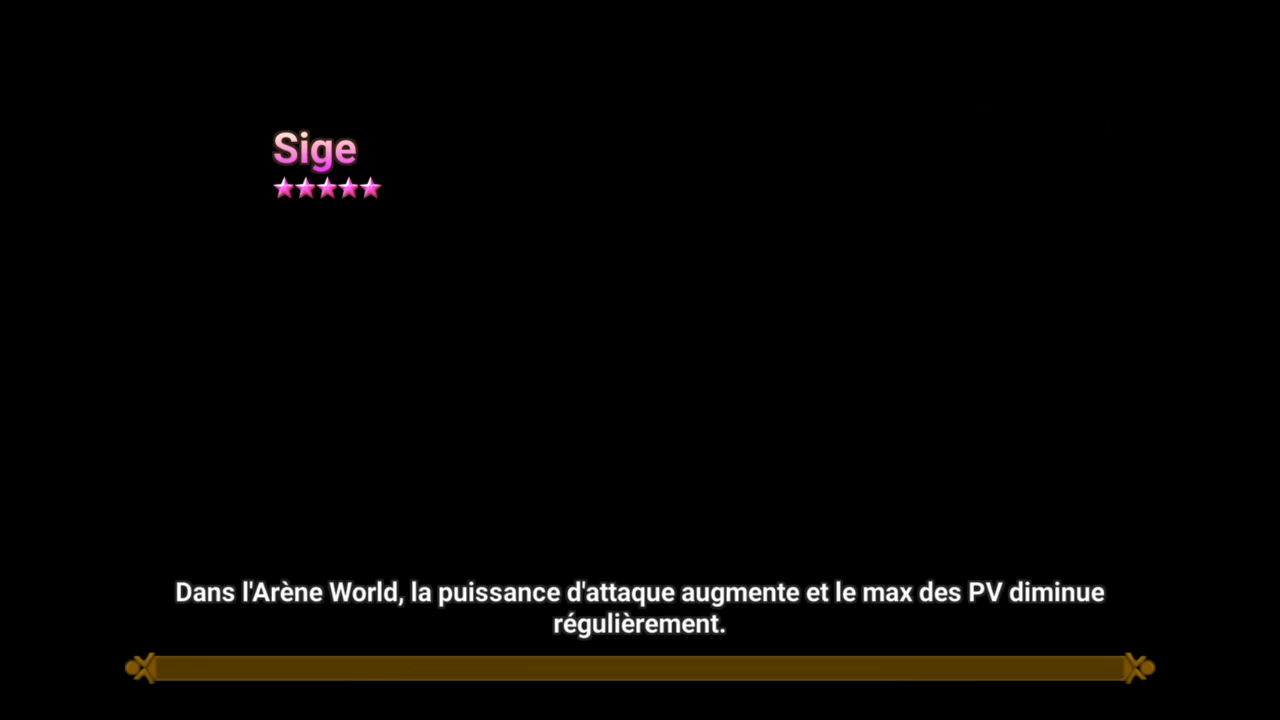 Sige
★★★★★
Dans l'Arène World, la puissance d'attaque augmente et le max des PV diminue
régulièrement.